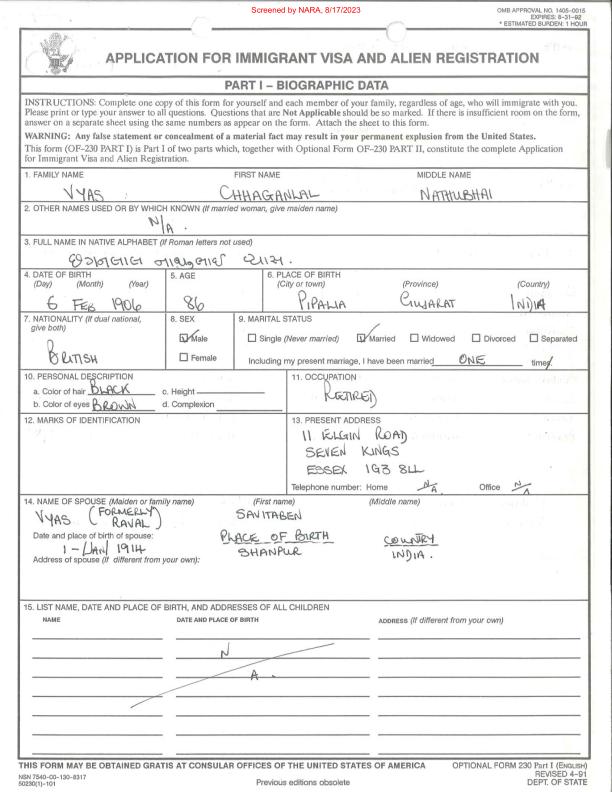 Screened by NARA, 8/17/2023
OMB APPROVAL NO. 1405-0015
EXPIRES: 8-31-92
* ESTIMATED BURDEN: 1 HOUR
APPLICATION FOR IMMIGRANT VISA AND ALIEN REGISTRATION
PART I – BIOGRAPHIC DATA
INSTRUCTIONS: Complete one copy of this form for yourself and each member of your family, regardless of age, who will immigrate with you.
Please print or type your answer to all questions. Questions that are Not Applicable should be so marked. If there is insufficient room on the form,
answer on a separate sheet using the same numbers as appear on the form. Attach the sheet to this form.
WARNING: Any false statement or concealment of a material fact may result in your permanent explusion from the United States.
This form (OF-230 PART I) is Part I of two parts which, together with Optional Form OF-230 PART II, constitute the complete Application
for Immigrant Visa and Alien Registration.
1. FAMILY NAME FIRST NAME MIDDLE NAME
VYAS CHHAGANLAL NATHUBHAI
2. OTHER NAMES USED OR BY WHICH KNOWN (If married woman, give maiden name)
N/A.
3. FULL NAME IN NATIVE ALPHABET (If Roman letters not used)
છગનલાલ નાથુભાઈ વ્યાસ.
4. DATE OF BIRTH 5. AGE 6. PLACE OF BIRTH
(Day) (Month) (Year) (City or town) (Province) (Country)
6 FEB 1906 86 PIPALIA GUJARAT INDIA
7. NATIONALITY (If dual national, 8. SEX 9. MARITAL STATUS
give both) Male Single (Never married) Married Widowed Divorced Separated
BRITISH Female Including my present marriage, I have been married ONE times.
10. PERSONAL DESCRIPTION 11. OCCUPATION
a. Color of hair BLACK c. Height RETIRED
b. Color of eyes BROWN d. Complexion
12. MARKS OF IDENTIFICATION 13. PRESENT ADDRESS
11 ELGIN ROAD
SEVEN KINGS
ESSEX IG3 8LL
Telephone number: Home N/A Office N/A
14. NAME OF SPOUSE (Maiden or family name) (First name) (Middle name)
VYAS (FORMERLY RAVAL) SAVITABEN
Date and place of birth of spouse: PLACE OF BIRTH COUNTRY
1-JAN 1914 SHANPUR INDIA.
Address of spouse (If different from your own):
15. LIST NAME, DATE AND PLACE OF BIRTH, AND ADDRESSES OF ALL CHILDREN
NAME DATE AND PLACE OF BIRTH ADDRESS (If different from your own)
N
A.
THIS FORM MAY BE OBTAINED GRATIS AT CONSULAR OFFICES OF THE UNITED STATES OF AMERICA OPTIONAL FORM 230 Part I (ENGLISH)
REVISED 4-91
NSN 7540-00-130-8317
50230(1)-101 Previous editions obsolete DEPT. OF STATE